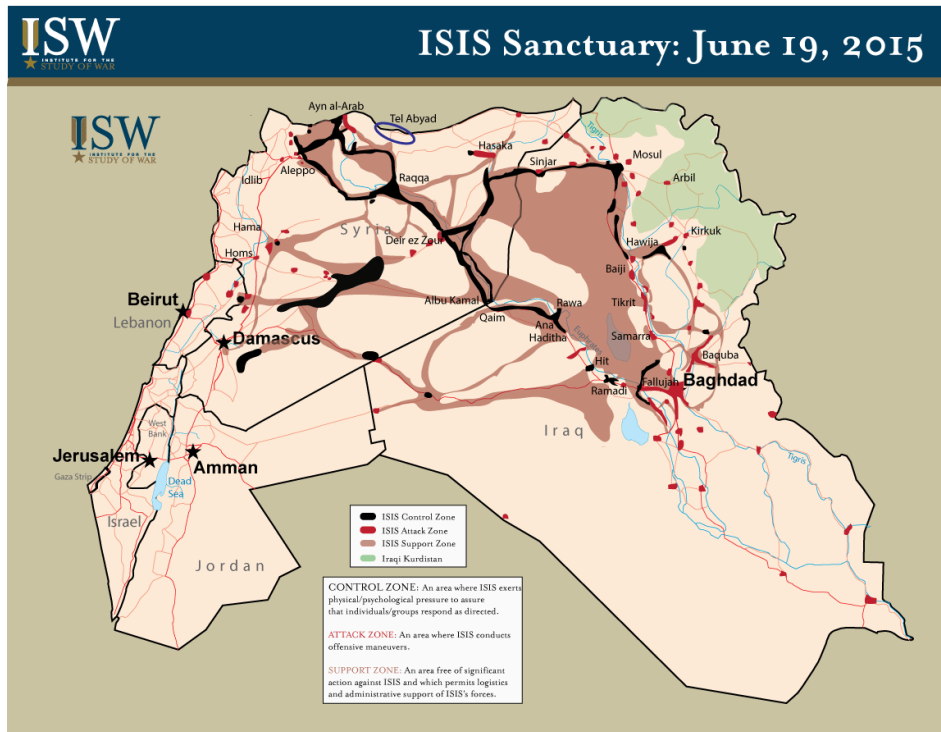 ISW
INSTITUTE FOR THE
STUDY OF WAR
ISIS Sanctuary: June 19, 2015
ISW
INSTITUTE FOR THE
STUDY OF WAR
Ayn al-Arab
Tel Abyad
Tigris
Hasaka
Sinjar
Mosul
Aleppo
Idlib
Raqqa
Arbil
Hama
Syria
Deir ez Zour
Kirkuk
Hawija
Homs
Baiji
Beirut
Lebanon
Albu Kamal
Qaim
Rawa
Tikrit
Ana
Haditha
Euphrates
Samarra
Damascus
Baquba
Hit
Ramadi
Fallujah
Baghdad
West
Bank
Iraq
Jerusalem
Amman
Gaza Strip
Dead
Sea
Tigris
Israel
Jordan
ISIS Control Zone
ISIS Attack Zone
ISIS Support Zone
Iraqi Kurdistan
CONTROL ZONE: An area where ISIS exerts
physical/psychological pressure to assure
that individuals/groups respond as directed.
ATTACK ZONE: An area where ISIS conducts
offensive maneuvers.
SUPPORT ZONE: An area free of significant
action against ISIS and which permits logistics
and administrative support of ISIS's forces.